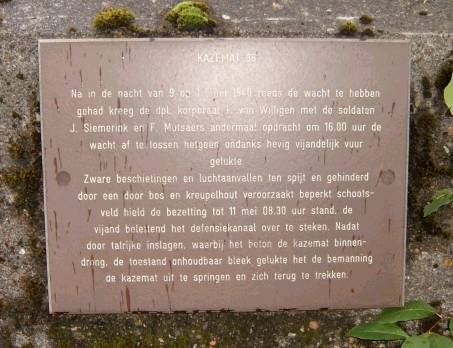 KAZEMAT 36
Na in de nacht van 9 op mei 1940 reeds de wacht te hebben
gehad kreeg de dpl. korporaal van Willigen met de soldaten
J. Siemerink en F. Mutsaers andermaal opdracht om 16.00 uur de
wacht af te lossen hetgeen ondanks hevig vijandelijk vuur
gelukte.
Zware beschietingen en luchtaanvallen ten spijt en gehinderd
door een door bos en kreupelhout veroorzaakt beperkt schoots-
veld hield de bezetting tot 11 mei 08.30 uur stand, de
vijand belettend het defensiekanaal over te steken. Nadat
door talrijke inslagen, waarbij het beton de kazemat binnen-
drong, de toestand onhoudbaar bleek gelukte het de bemanning
de kazemat uit te springen en zich terug te trekken.